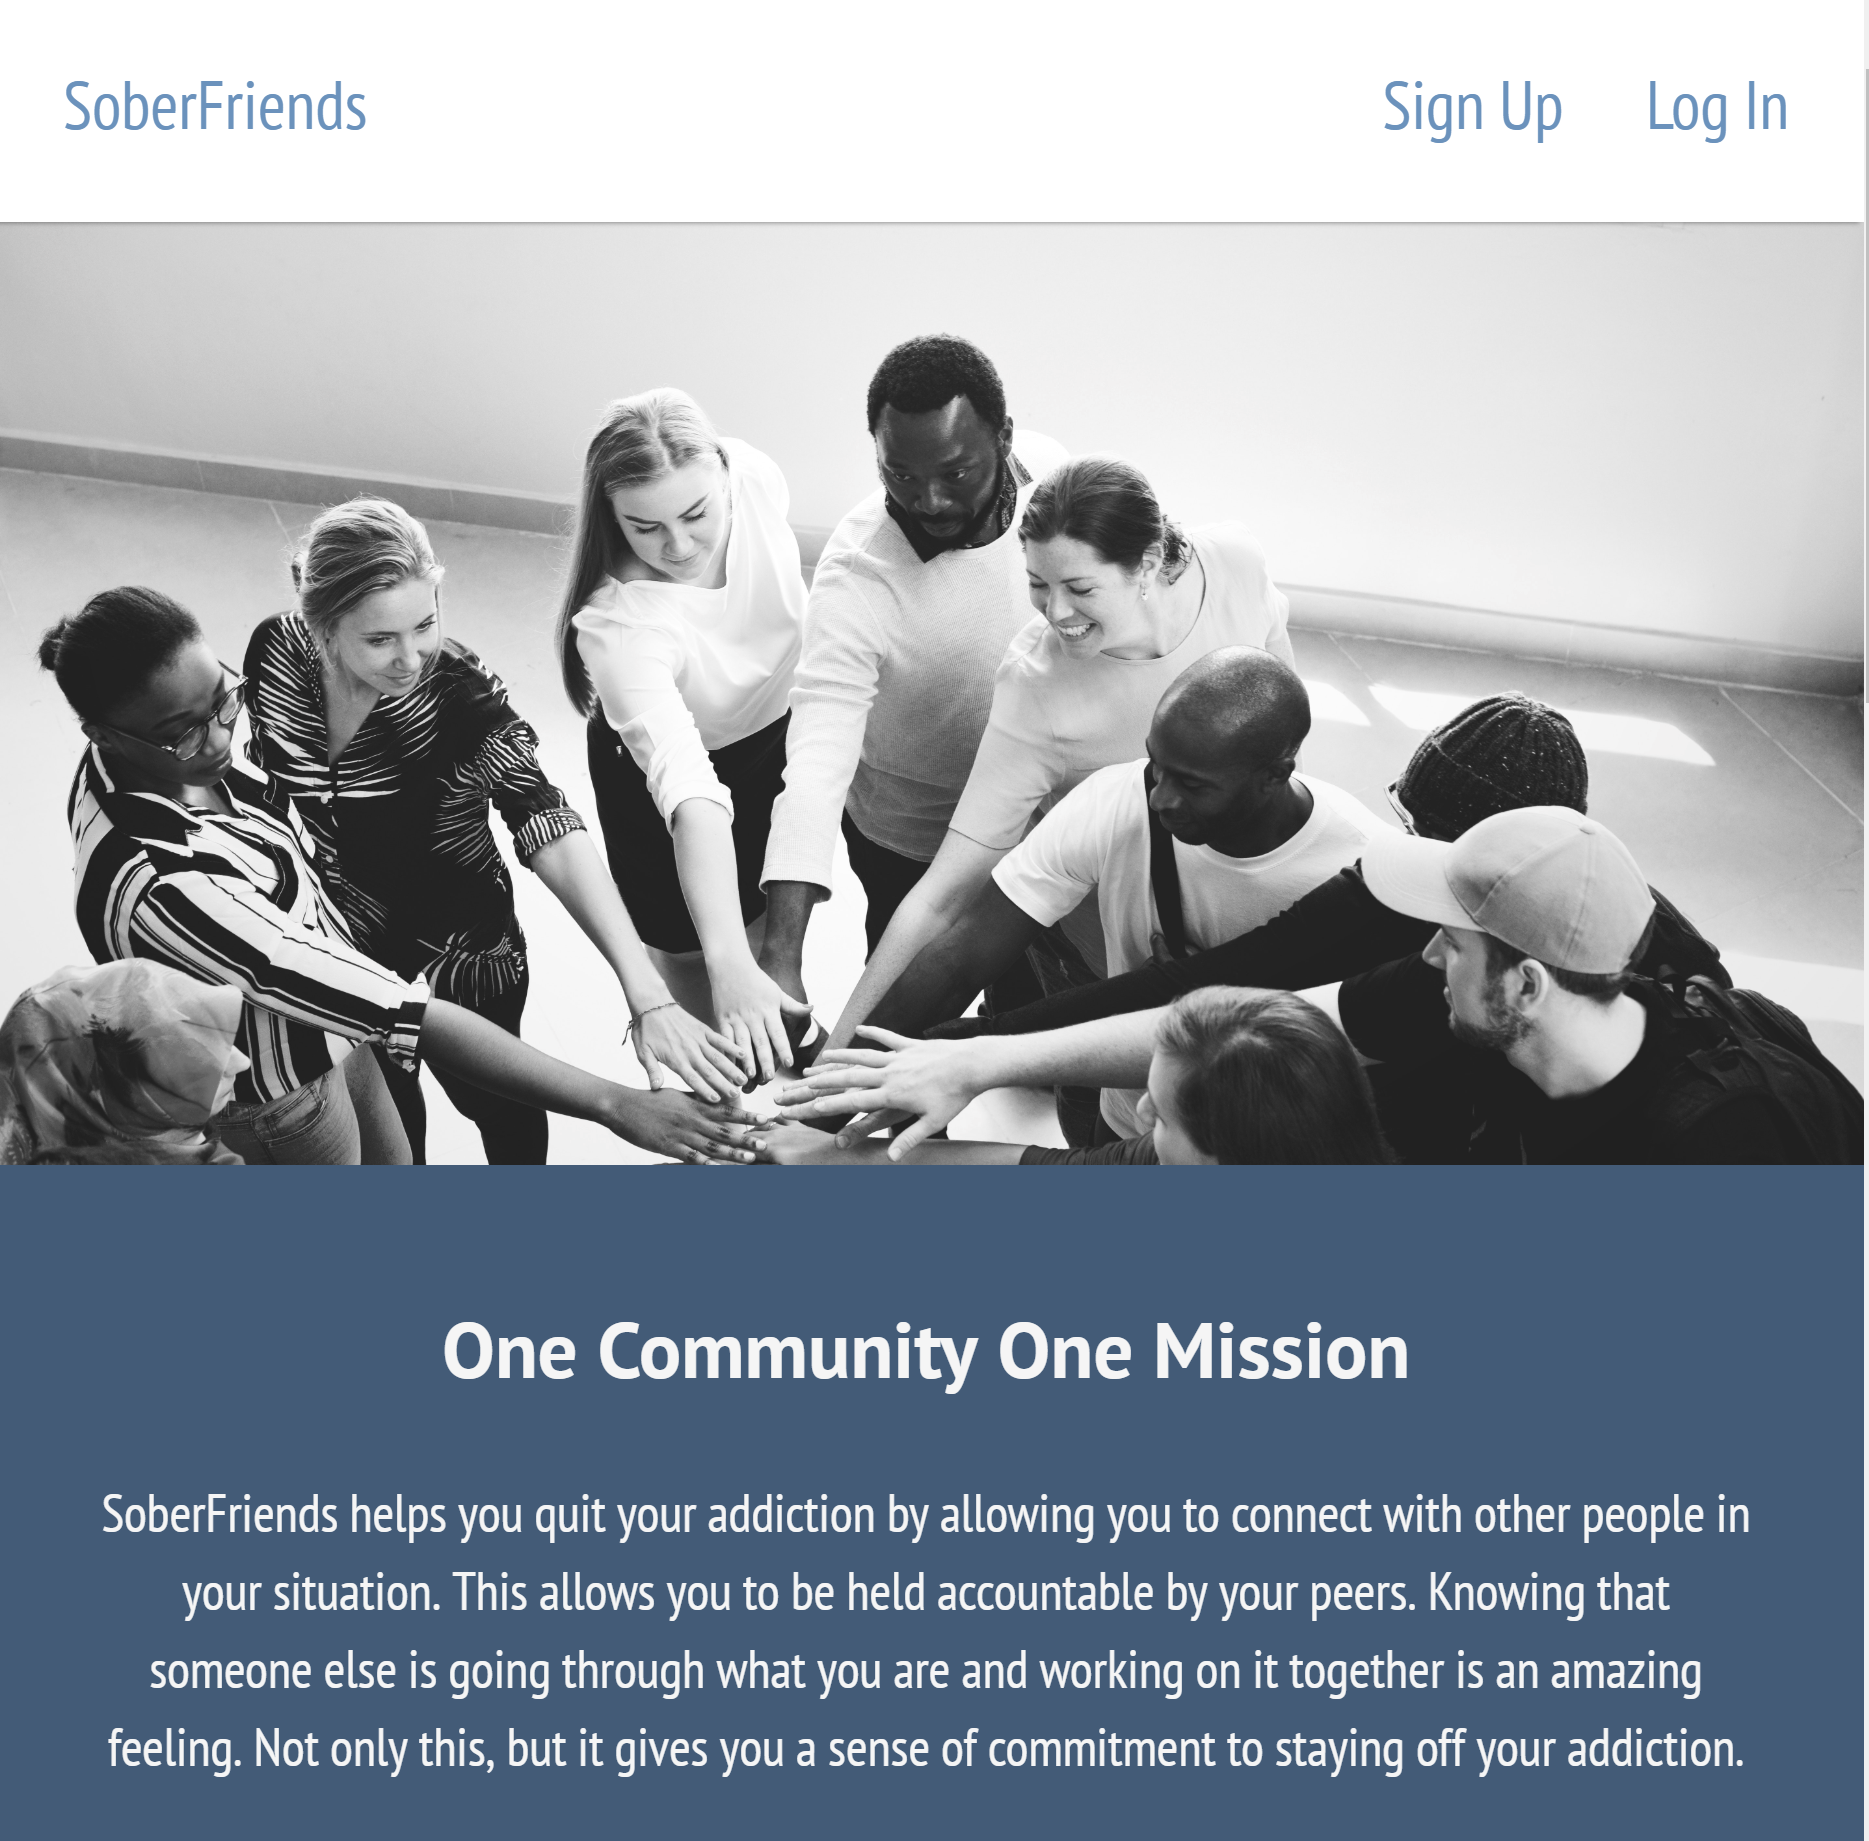 SoberFriends Sign Up Log In
One Community One Mission
SoberFriends helps you quit your addiction by allowing you to connect with other people in
your situation. This allows you to be held accountable by your peers. Knowing that
someone else is going through what you are and working on it together is an amazing
feeling. Not only this, but it gives you a sense of commitment to staying off your addiction.